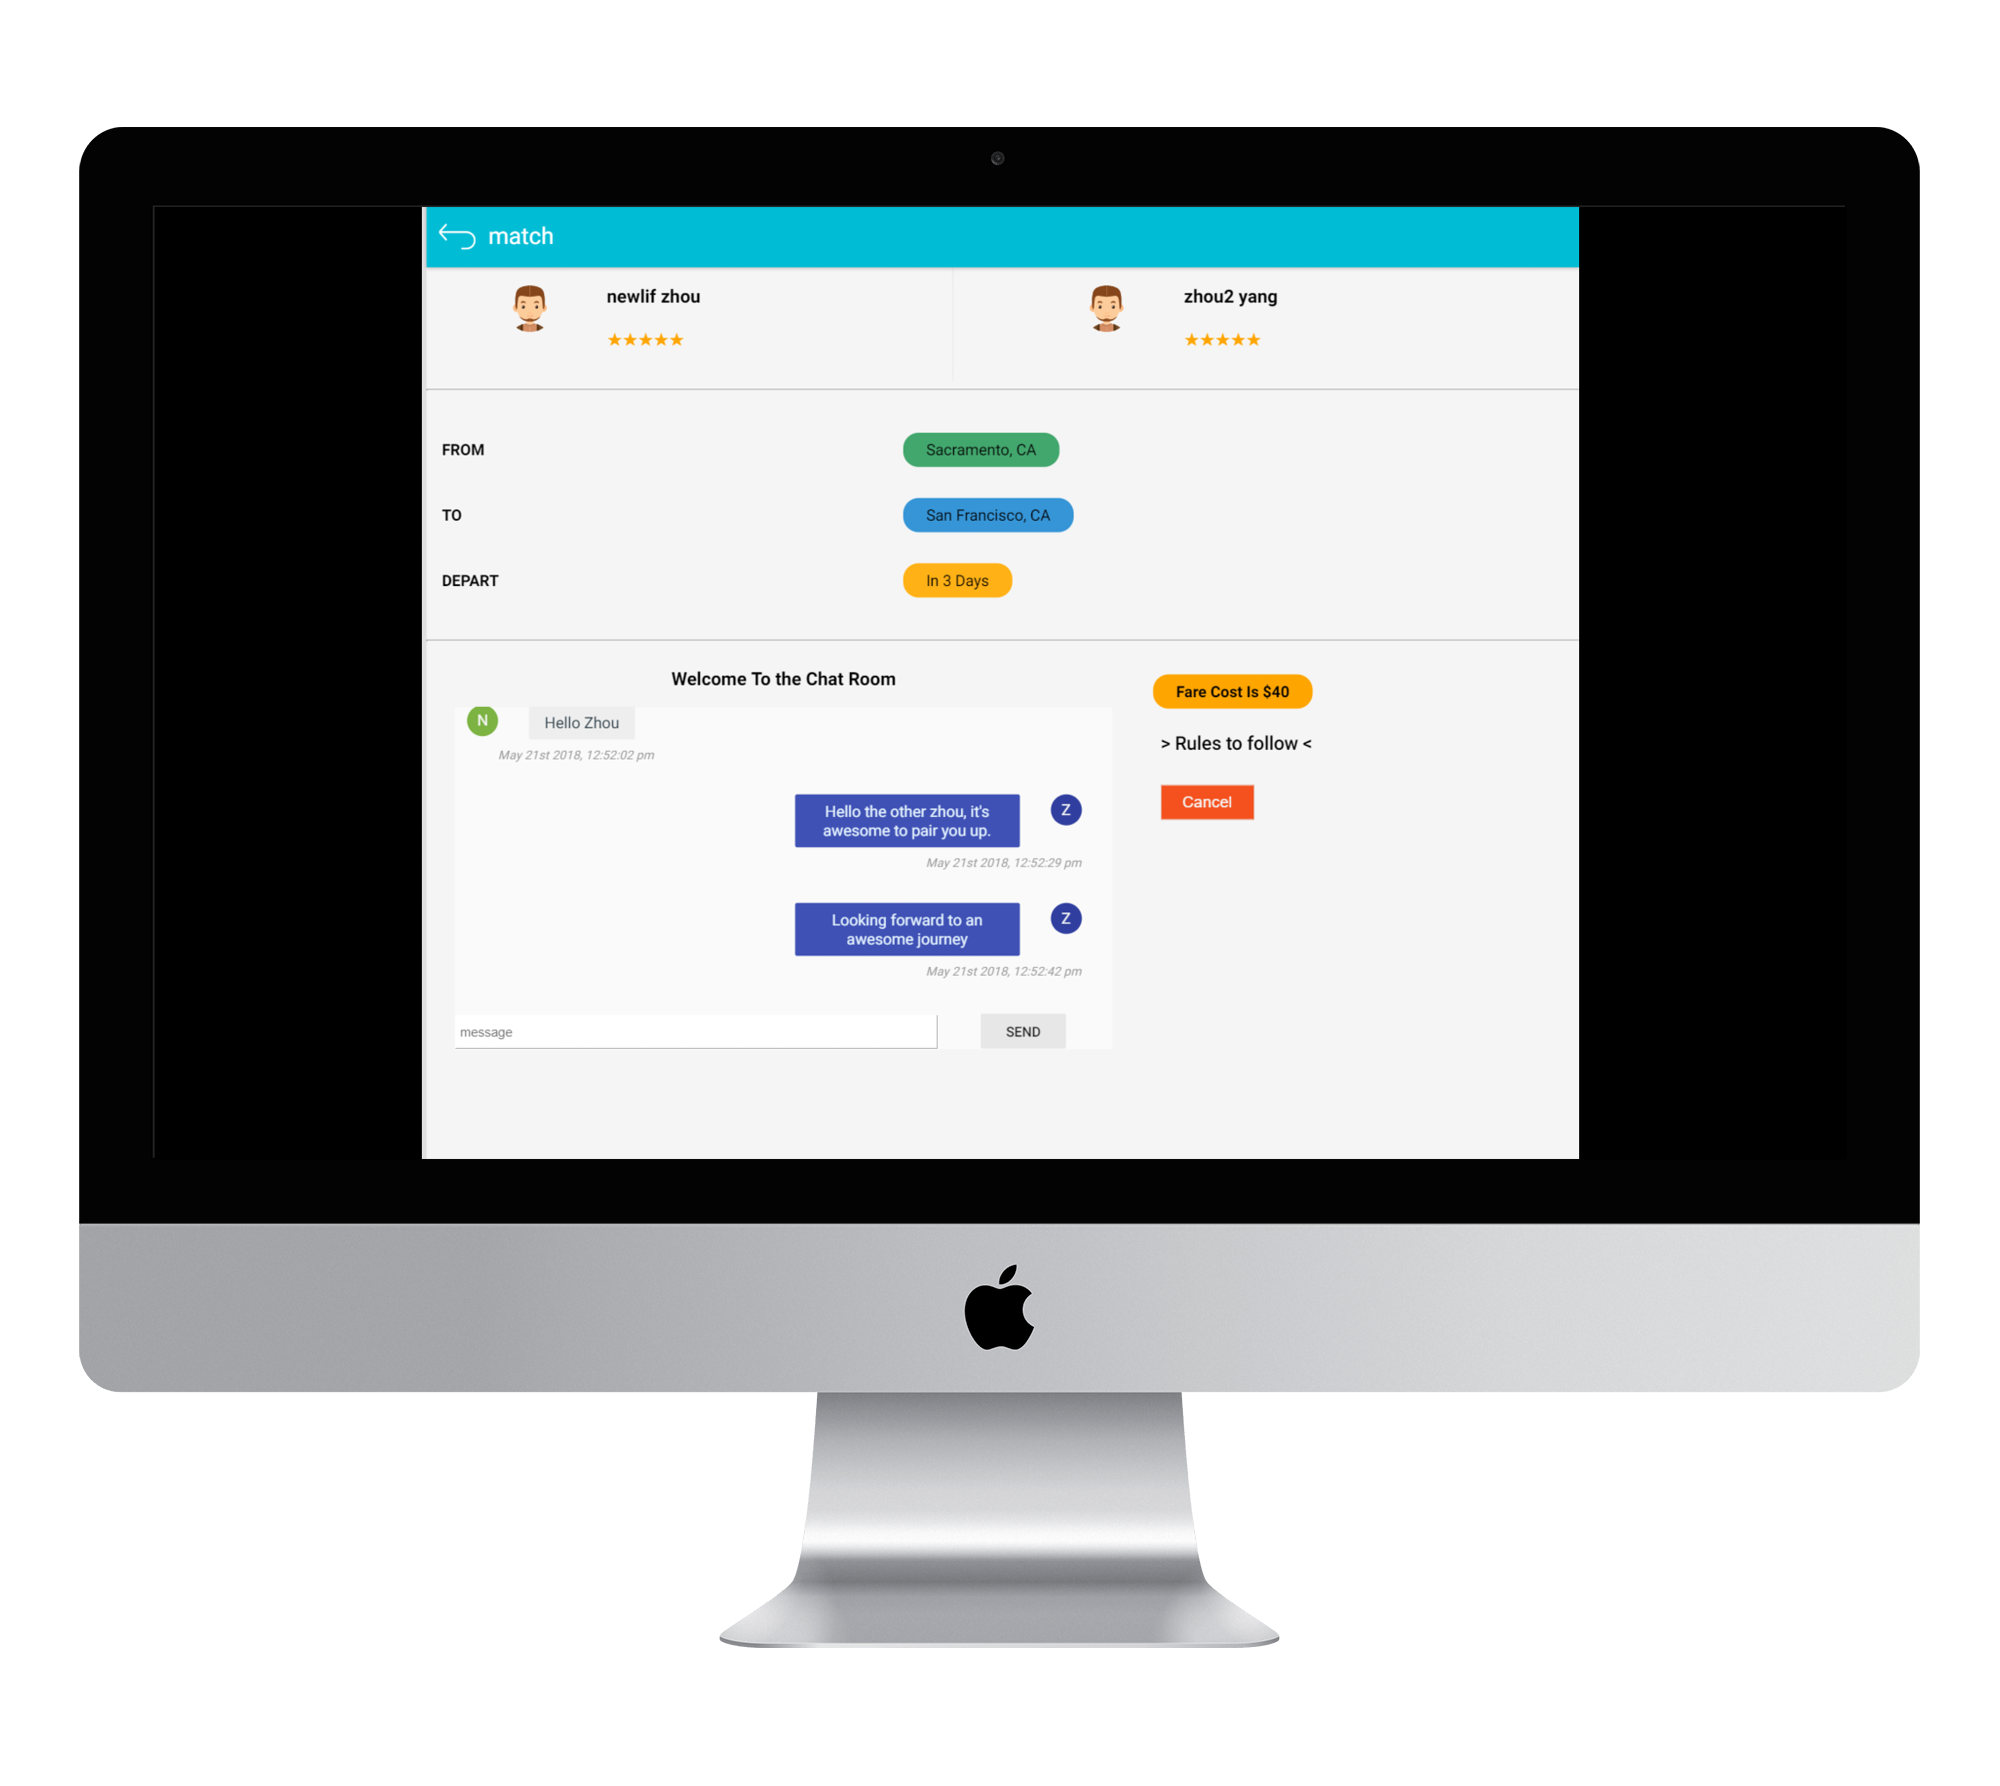 match
newlif zhou
zhou2 yang
FROM
Sacramento, CA
TO
San Francisco, CA
DEPART
In 3 Days
Welcome To the Chat Room
N
Hello Zhou
May 21st 2018, 12:52:02 pm
Hello the other zhou, it's
awesome to pair you up.
Z
May 21st 2018, 12:52:29 pm
Looking forward to an
awesome journey
Z
May 21st 2018, 12:52:42 pm
message
SEND
Fare Cost Is $40
> Rules to follow <
Cancel